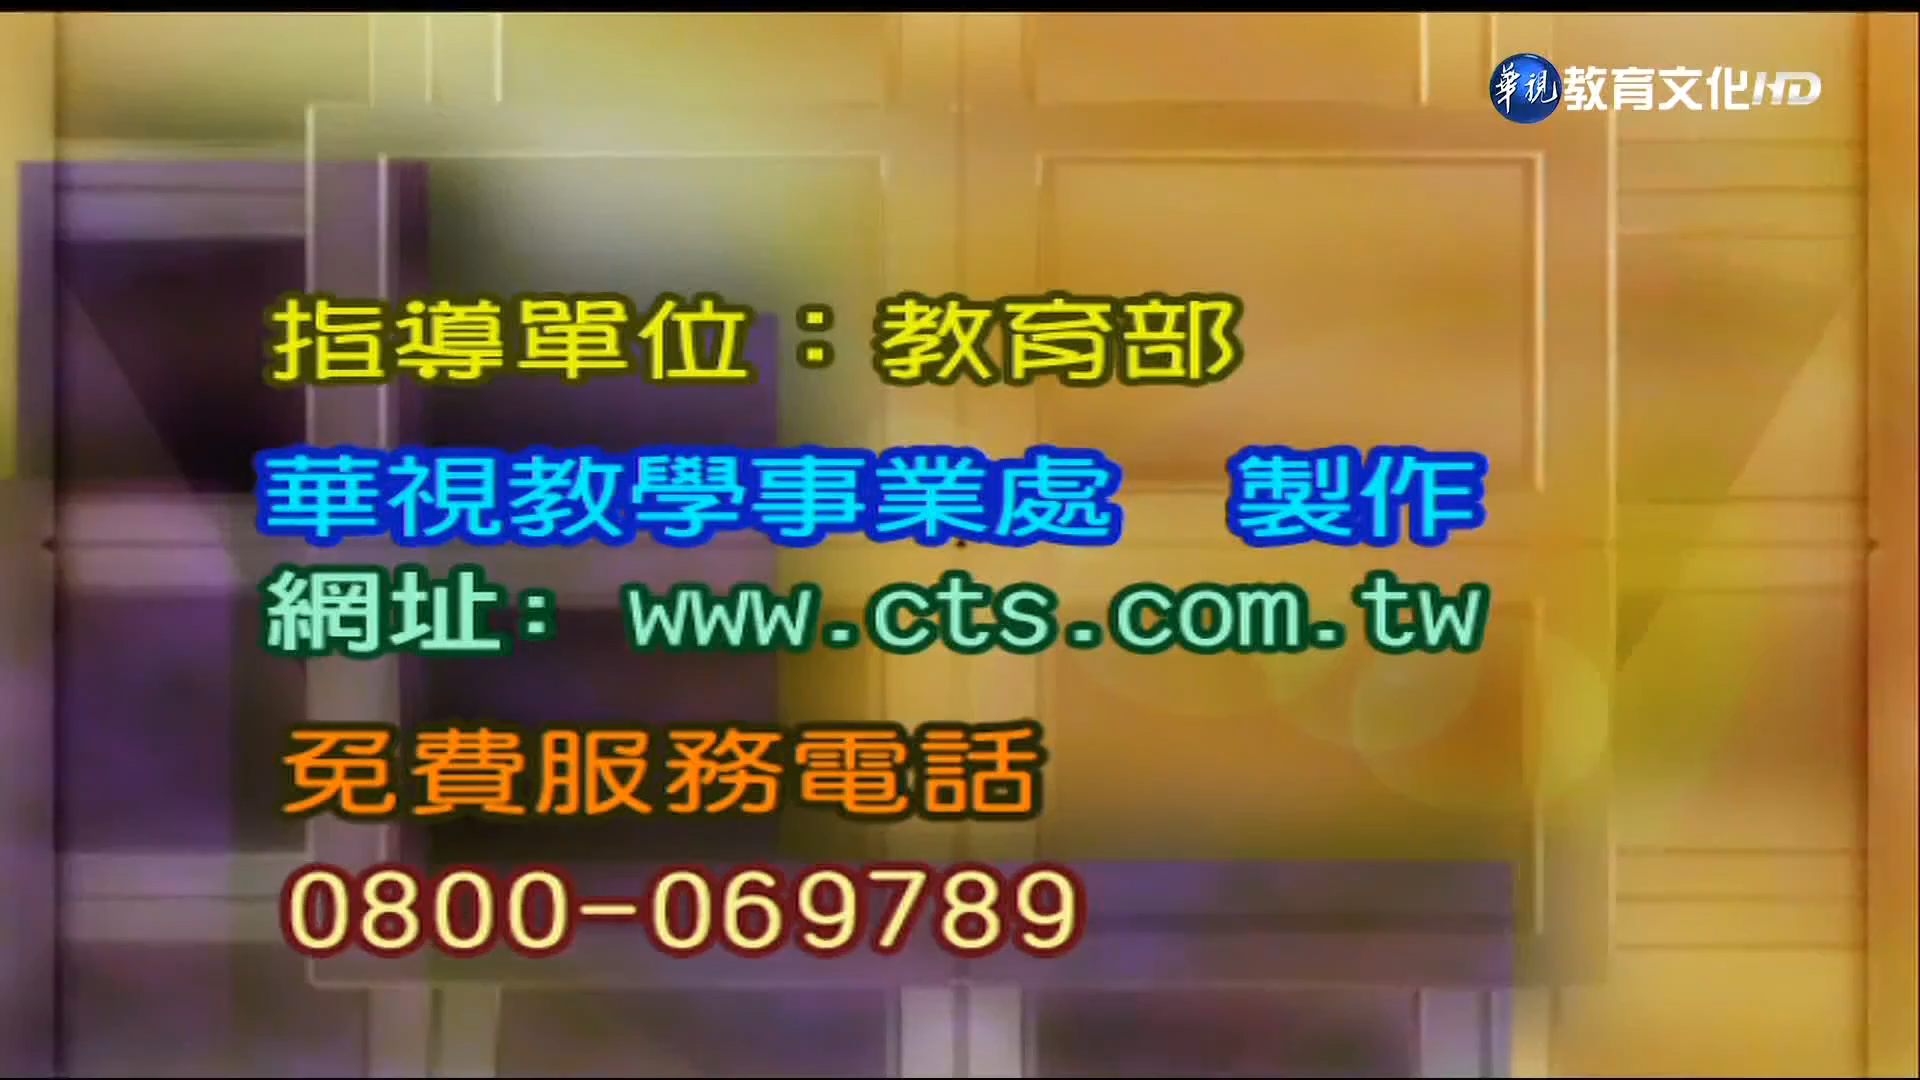 華視 教育文化HD
指導單位：教育部
華視教學事業處　製作
網址: www.cts.com.tw
免費服務電話
0800-069789